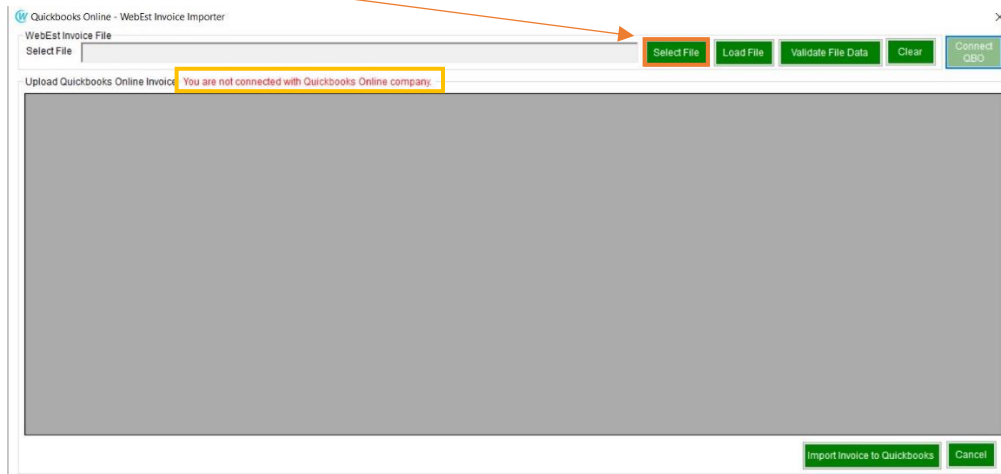 Quickbooks Online - WebEst Invoice Importer
WebEst Invoice File
Select File
Select File
Load File
Validate File Data
Clear
Connect
QBO
Upload Quickbooks Online Invoice
You are not connected with Quickbooks Online company.
Import Invoice to Quickbooks
Cancel